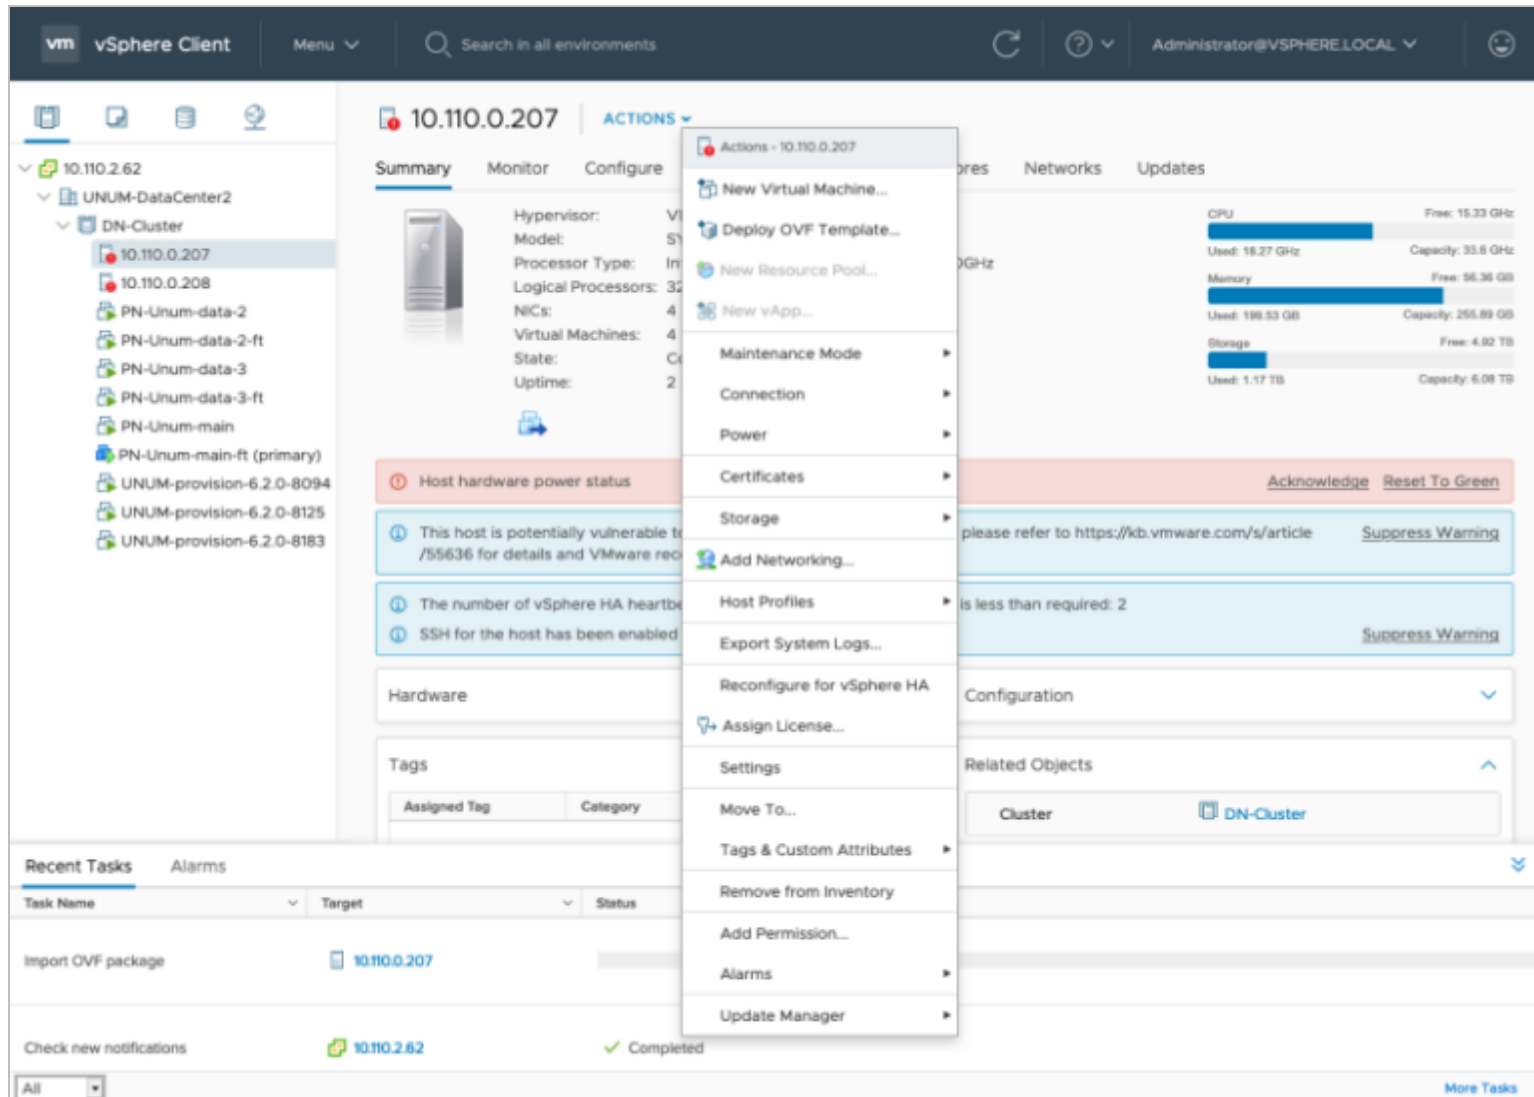 vm vSphere Client Menu Search in all environments Administrator@VSPHERE.LOCAL
10.110.2.62
UNUM-DataCenter2
DN-Cluster
10.110.0.207
10.110.0.208
PN-Unum-data-2
PN-Unum-data-2-ft
PN-Unum-data-3
PN-Unum-data-3-ft
PN-Unum-main
PN-Unum-main-ft (primary)
UNUM-provision-6.2.0-8094
UNUM-provision-6.2.0-8125
UNUM-provision-6.2.0-8183
10.110.0.207 ACTIONS
Summary Monitor Configure ores Networks Updates
Hypervisor:
Model:
Processor Type: 0GHz
Logical Processors: 32
NICs: 4
Virtual Machines: 4
State:
Uptime: 2
CPU Free: 15.33 GHz
Used: 18.27 GHz Capacity: 33.6 GHz
Memory Free: 56.36 GB
Used: 199.53 GB Capacity: 255.89 GB
Storage Free: 4.92 TB
Used: 1.17 TB Capacity: 6.08 TB
Actions - 10.110.0.207
New Virtual Machine...
Deploy OVF Template...
New Resource Pool...
New vApp...
Maintenance Mode
Connection
Power
Certificates
Storage
Add Networking...
Host Profiles
Export System Logs...
Reconfigure for vSphere HA
Assign License...
Settings
Move To...
Tags & Custom Attributes
Remove from Inventory
Add Permission...
Alarms
Update Manager
Host hardware power status Acknowledge Reset To Green
This host is potentially vulnerable to please refer to https://kb.vmware.com/s/article Suppress Warning
/55636 for details and VMware rec
The number of vSphere HA heartbe is less than required: 2
SSH for the host has been enabled Suppress Warning
Hardware Configuration
Tags Related Objects
Assigned Tag Category
Cluster DN-Cluster
Recent Tasks Alarms
Task Name Target Status
Import OVF package 10.110.0.207
Check new notifications 10.110.2.62 Completed
All More Tasks